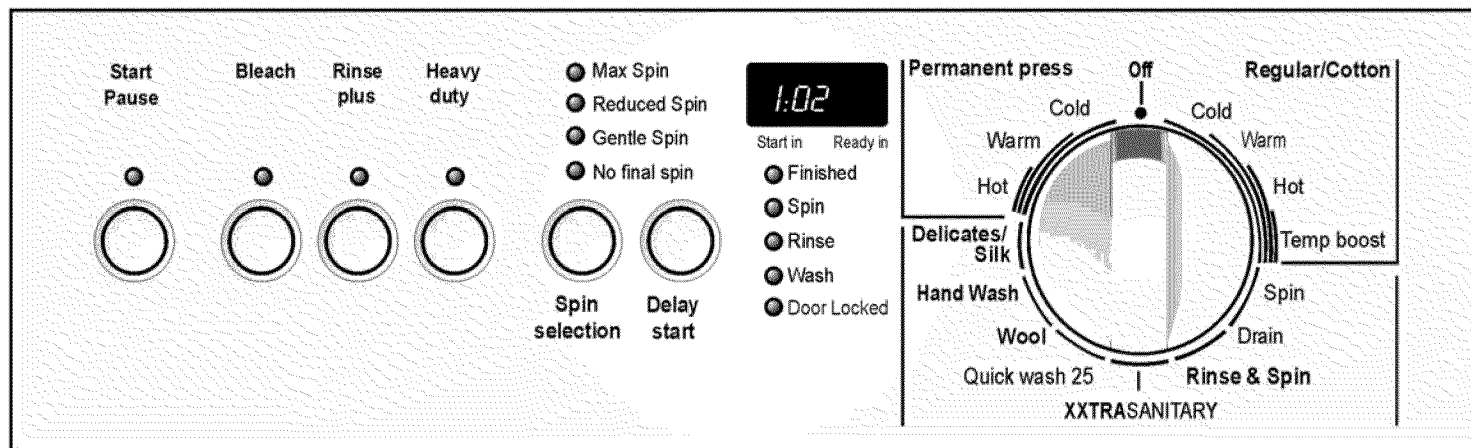 Start
Pause
Bleach
Rinse
plus
Heavy
duty
Max Spin
Reduced Spin
Gentle Spin
No final spin
Spin
selection
Delay
start
1:02
Start in
Ready in
Finished
Spin
Rinse
Wash
Door Locked
Permanent press
Off
Regular/Cotton
Cold
Warm
Hot
Cold
Warm
Hot
Temp boost
Delicates/
Silk
Hand Wash
Wool
Quick wash 25
XXTRASANITARY
Rinse & Spin
Drain
Spin